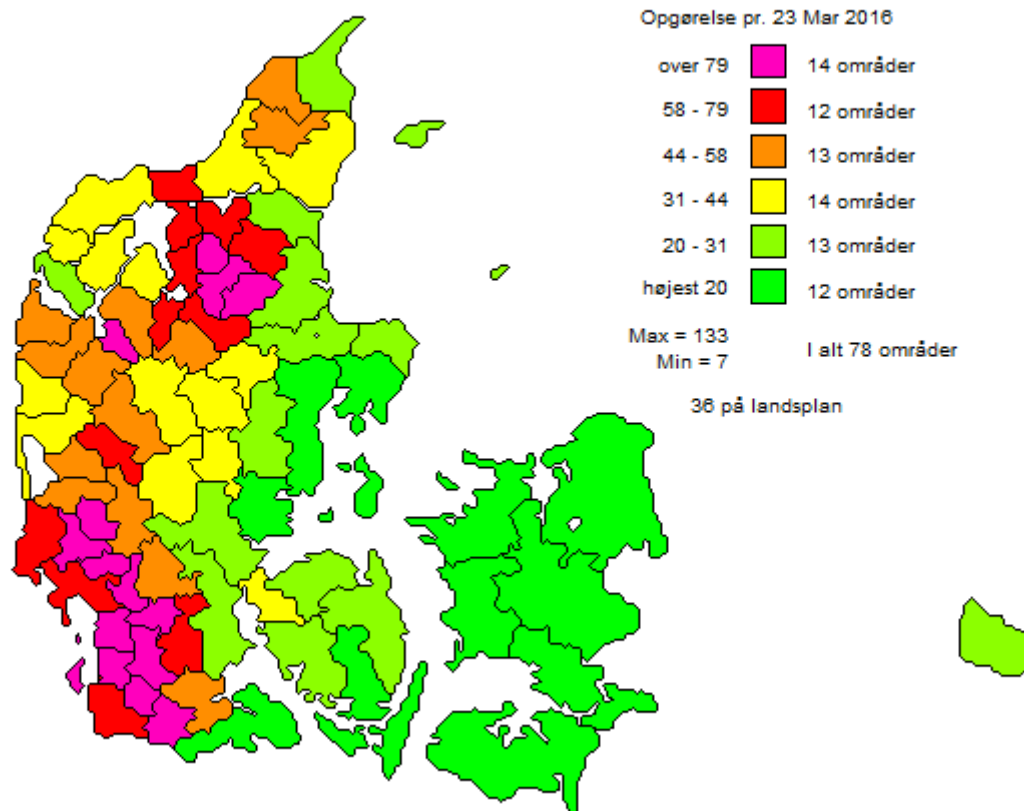 Opgørelse pr. 23 Mar 2016
over 79 14 områder
58 - 79 12 områder
44 - 58 13 områder
31 - 44 14 områder
20 - 31 13 områder
højest 20 12 områder
Max = 133
Min = 7
I alt 78 områder
36 på landsplan